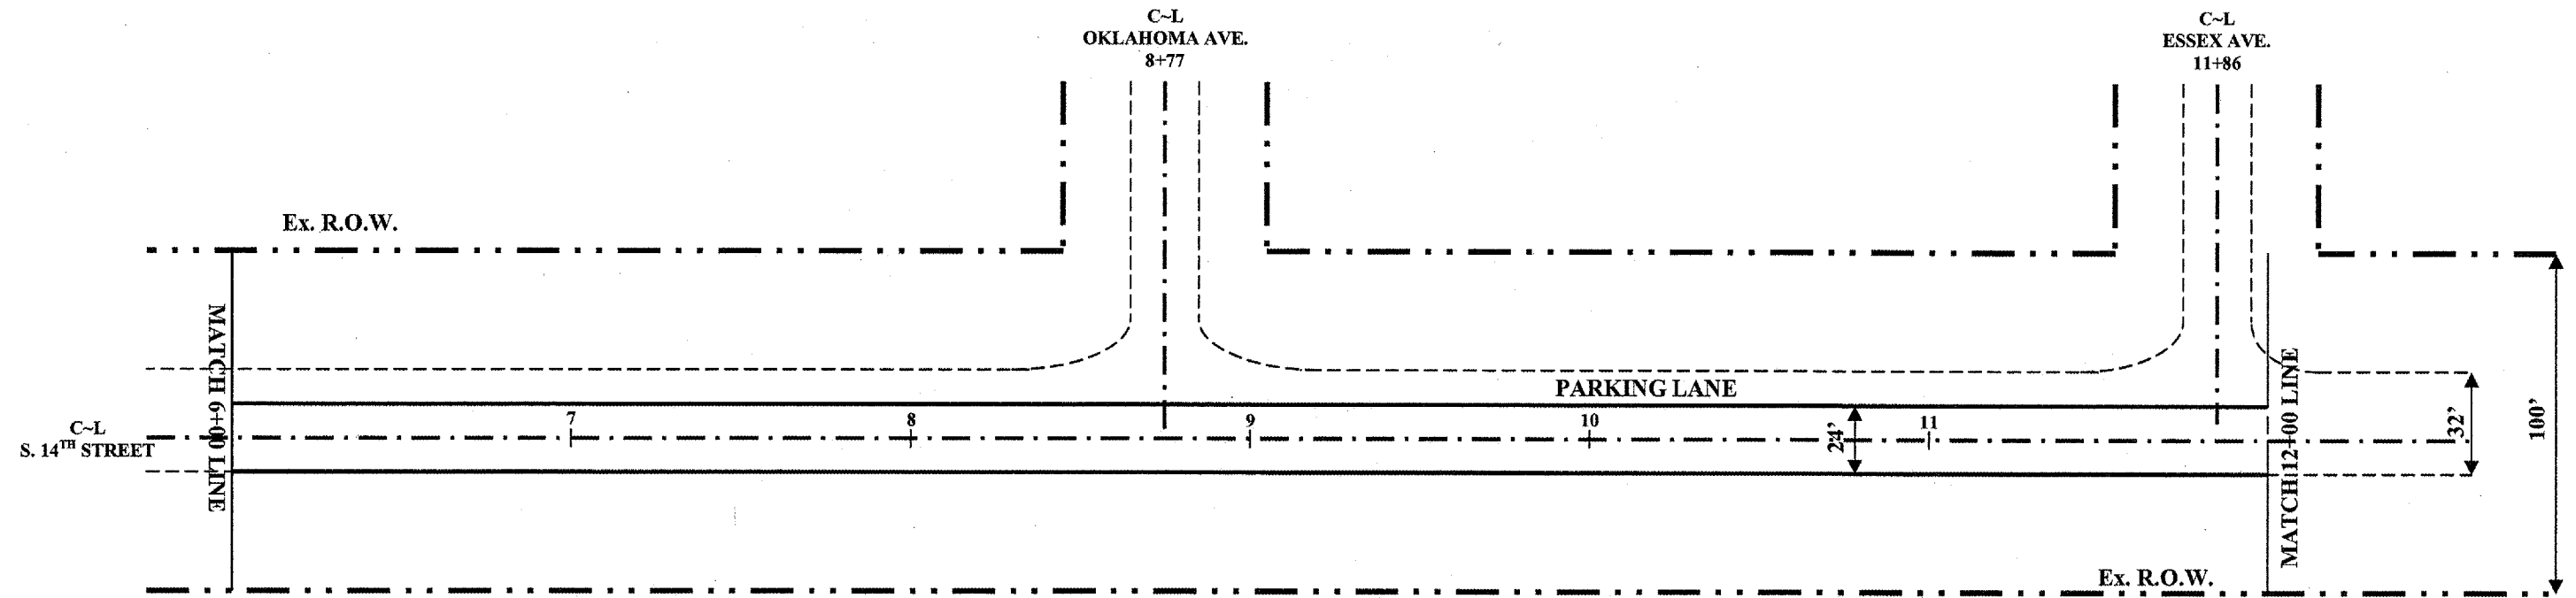 C~L
OKLAHOMA AVE.
8+77
C~L
ESSEX AVE.
11+86
Ex. R.O.W.
MATCH 6+00 LINE
PARKING LANE
7
8
9
10
11
C~L
S. 14TH STREET
24'
MATCH 12+00 LINE
32'
100'
Ex. R.O.W.